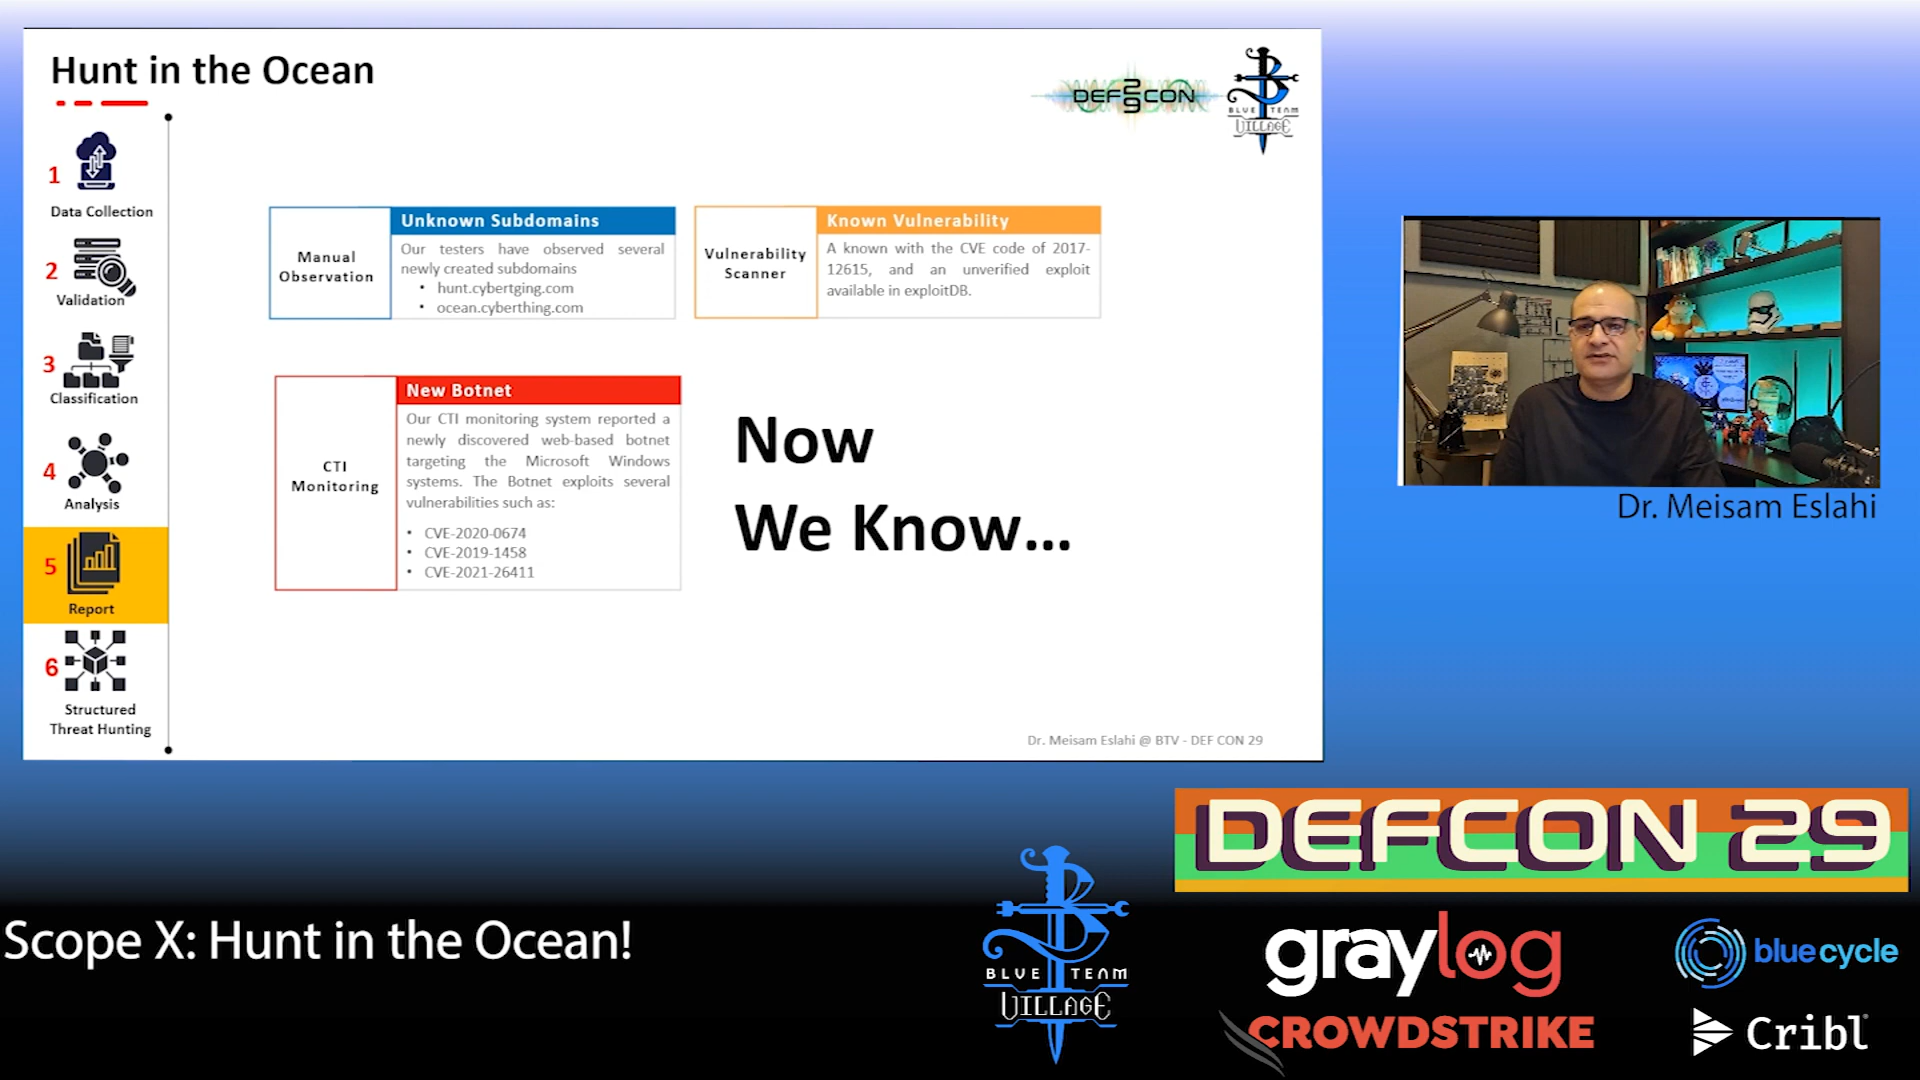 Hunt in the Ocean
DEF CON
29
BLUE TEAM
VILLAGE
1
Data Collection
2
Validation
3
Classification
4
Analysis
5
Report
6
Structured
Threat Hunting
Manual
Observation
Unknown Subdomains
Our testers have observed several
newly created subdomains
• hunt.cybertging.com
• ocean.cyberthing.com
Vulnerability
Scanner
Known Vulnerability
A known with the CVE code of 2017-
12615, and an unverified exploit
available in exploitDB.
CTI
Monitoring
New Botnet
Our CTI monitoring system reported a
newly discovered web-based botnet
targeting the Microsoft Windows
systems. The Botnet exploits several
vulnerabilities such as:
• CVE-2020-0674
• CVE-2019-1458
• CVE-2021-26411
Now
We Know...
Dr. Meisam Eslahi @ BTV - DEF CON 29
Dr. Meisam Eslahi
DEFCON 29
Scope X: Hunt in the Ocean!
BLUE TEAM
VILLAGE
graylog
bluecycle
CROWDSTRIKE
Cribl